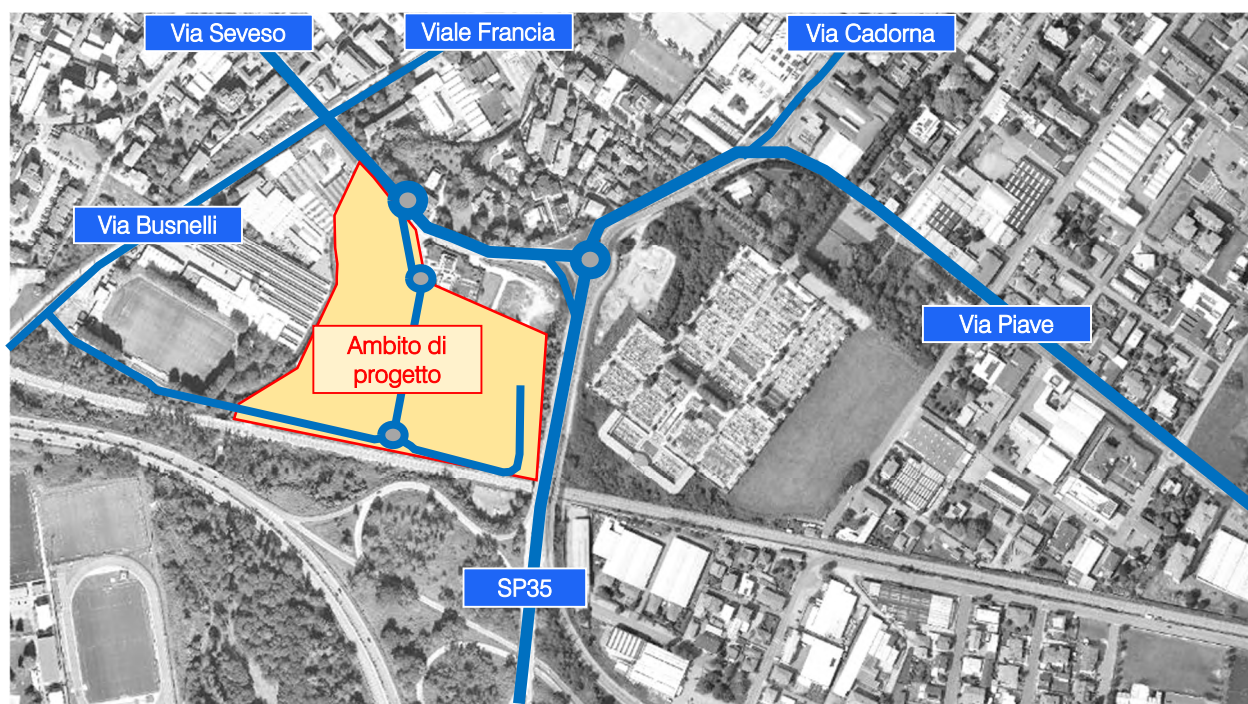 Via Seveso
Viale Francia
Via Cadorna
Via Busnelli
Via Piave
Ambito di
progetto
SP35